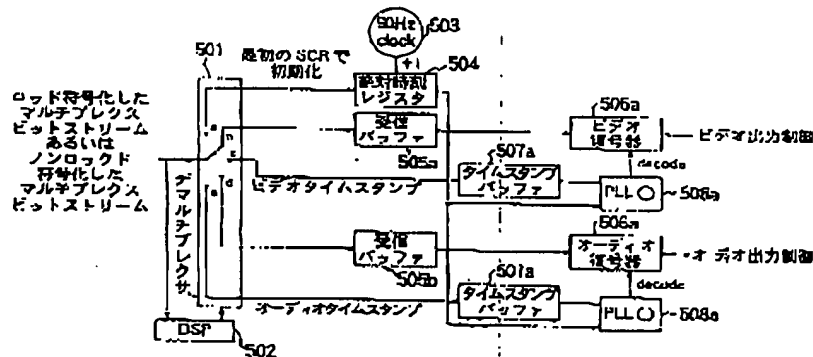 503
clock
501
最初の SCR で
初期化
504
絶対時刻
レジスタ
ロック符号化した
マルチプレクス
ビットストリーム
あるいは
ノンロックド
符号化した
マルチプレクス
ビットストリーム
受信
バッファ
505a
506a
ビデオ
復号器
ビデオ出力制御
507a
タイムスタンプ
バッファ
decode
PLL
508a
ビデオタイムスタンプ
デマルチプレクサ
受信
バッファ
505b
オーディオ
復号器
オーディオ出力制御
タイムスタンプ
バッファ
decode
PLL
508a
オーディオタイムスタンプ
DSP
502